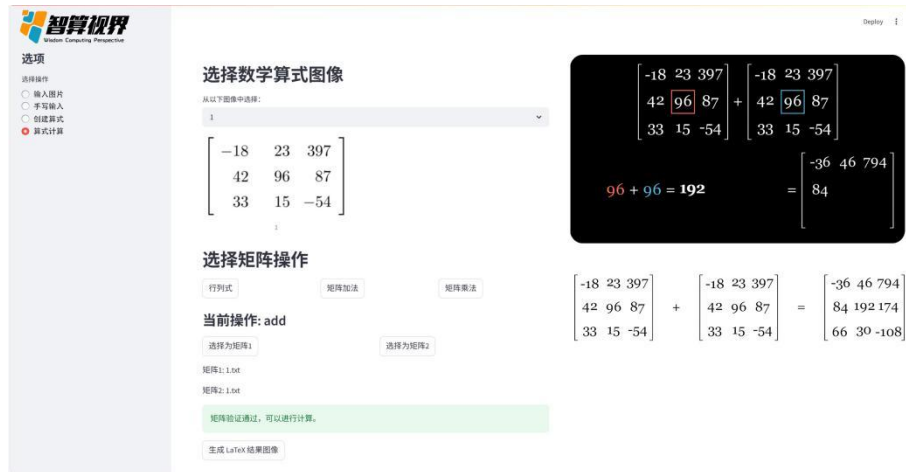 智算视界
Wisdom Computing Perspective
选项
选择操作
输入图片
手写输入
创建算式
算式计算
Deploy
选择数学算式图像
从以下图像中选择：
1
-18 23 397
42 96 87
33 15 -54
1
选择矩阵操作
行列式 矩阵加法 矩阵乘法
当前操作: add
选择为矩阵1 选择为矩阵2
矩阵1: 1.txt
矩阵2: 1.txt
矩阵验证通过，可以进行计算。
生成 LaTeX 结果图像
-18 23 397 -18 23 397
42 96 87 + 42 96 87
33 15 -54 33 15 -54
-36 46 794
96 + 96 = 192 = 84
-18 23 397 -18 23 397 -36 46 794
42 96 87 + 42 96 87 = 84 192 174
33 15 -54 33 15 -54 66 30 -108